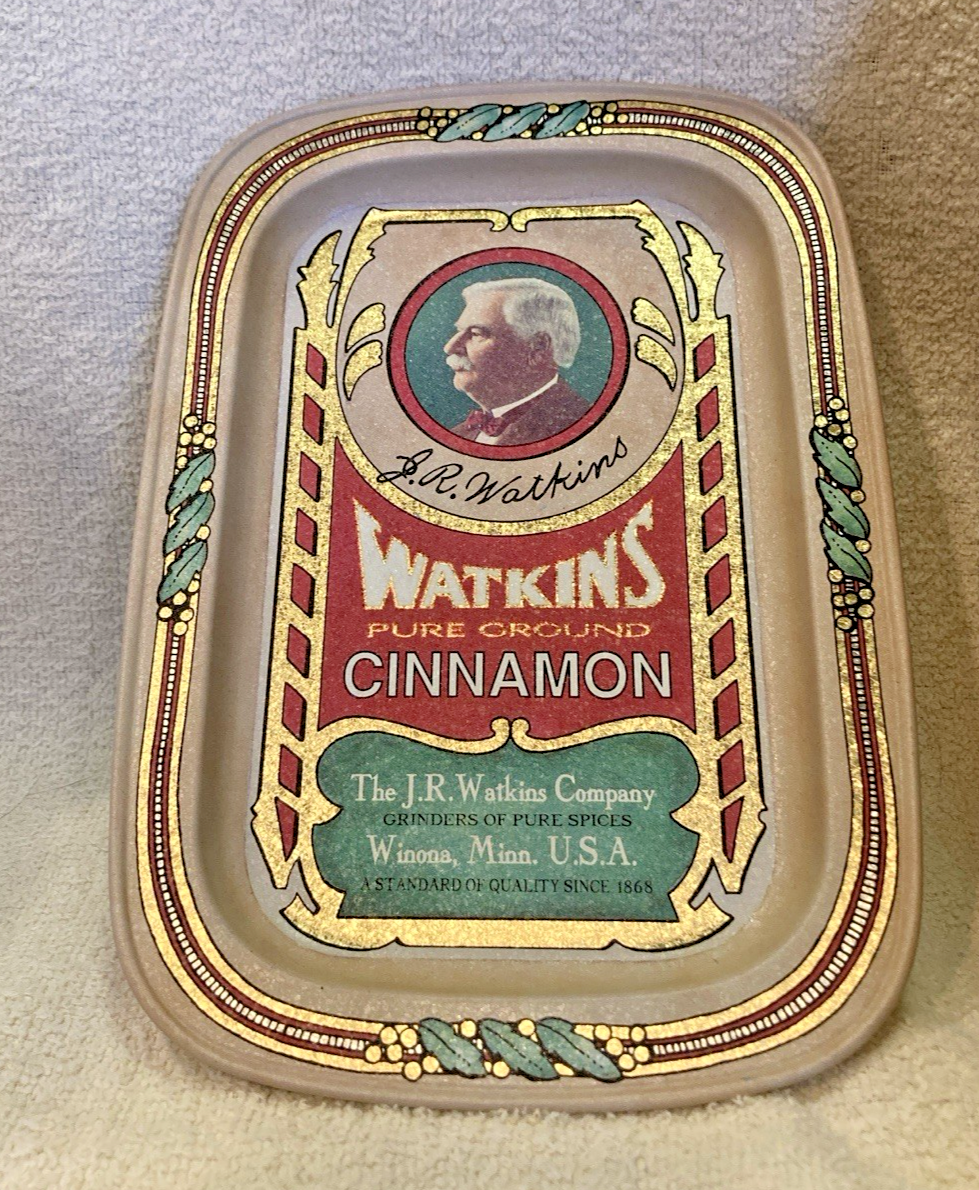 J.R.Watkins
WATKINS
PURE GROUND
CINNAMON
The J.R.Watkins Company
GRINDERS OF PURE SPICES
Winona, Minn. U.S.A.
A STANDARD OF QUALITY SINCE 1868